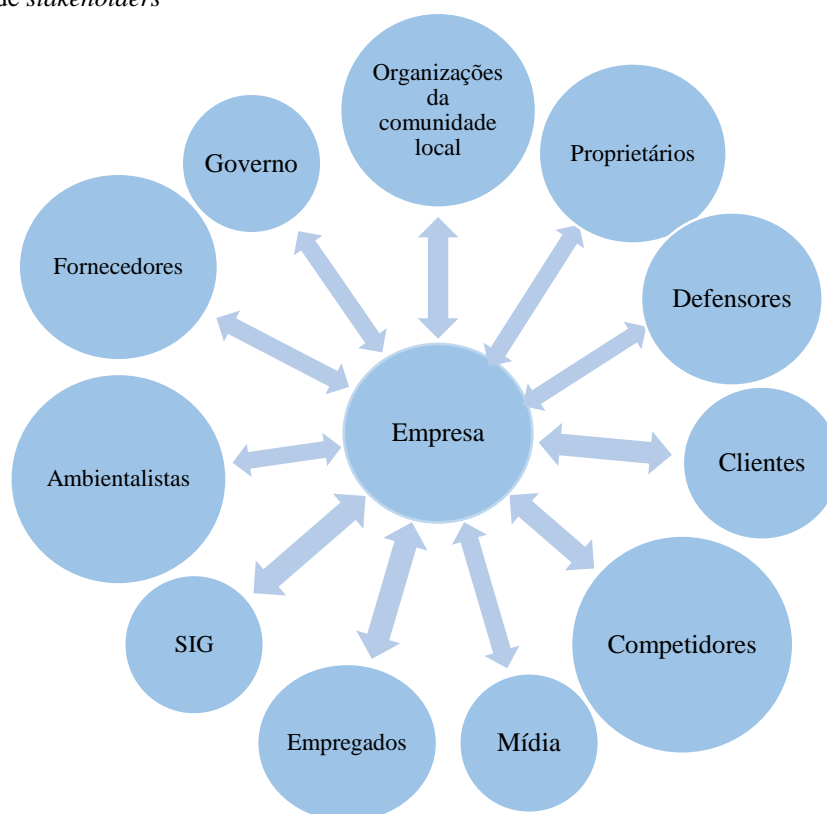 de stakeholders
Organizações
da
comunidade
local
Governo
Proprietários
Fornecedores
Defensores
Empresa
Clientes
Ambientalistas
SIG
Competidores
Empregados
Mídia